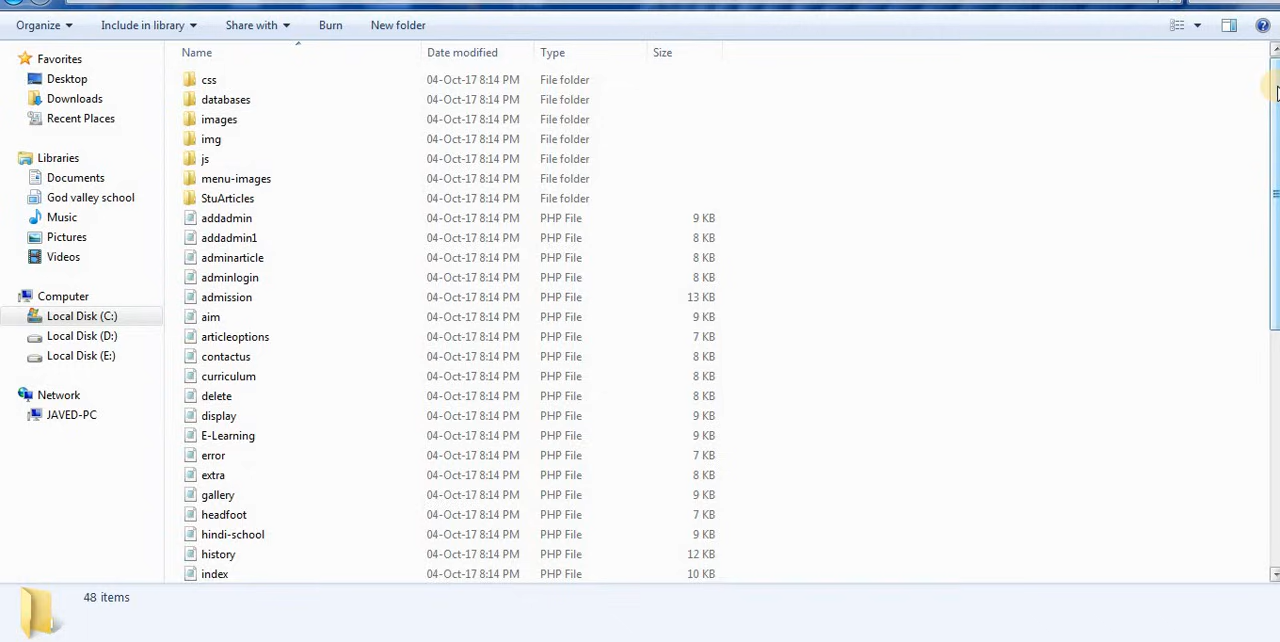 Organize Include in library Share with Burn New folder
Name Date modified Type Size
Favorites
Desktop
Downloads
Recent Places
Libraries
Documents
God valley school
Music
Pictures
Videos
Computer
Local Disk (C:)
Local Disk (D:)
Local Disk (E:)
Network
JAVED-PC
css 04-Oct-17 8:14 PM File folder
databases 04-Oct-17 8:14 PM File folder
images 04-Oct-17 8:14 PM File folder
img 04-Oct-17 8:14 PM File folder
js 04-Oct-17 8:14 PM File folder
menu-images 04-Oct-17 8:14 PM File folder
StuArticles 04-Oct-17 8:14 PM File folder
addadmin 04-Oct-17 8:14 PM PHP File 9 KB
addadmin1 04-Oct-17 8:14 PM PHP File 8 KB
adminarticle 04-Oct-17 8:14 PM PHP File 8 KB
adminlogin 04-Oct-17 8:14 PM PHP File 8 KB
admission 04-Oct-17 8:14 PM PHP File 13 KB
aim 04-Oct-17 8:14 PM PHP File 9 KB
articleoptions 04-Oct-17 8:14 PM PHP File 7 KB
contactus 04-Oct-17 8:14 PM PHP File 8 KB
curriculum 04-Oct-17 8:14 PM PHP File 8 KB
delete 04-Oct-17 8:14 PM PHP File 8 KB
display 04-Oct-17 8:14 PM PHP File 9 KB
E-Learning 04-Oct-17 8:14 PM PHP File 9 KB
error 04-Oct-17 8:14 PM PHP File 7 KB
extra 04-Oct-17 8:14 PM PHP File 8 KB
gallery 04-Oct-17 8:14 PM PHP File 9 KB
headfoot 04-Oct-17 8:14 PM PHP File 7 KB
hindi-school 04-Oct-17 8:14 PM PHP File 9 KB
history 04-Oct-17 8:14 PM PHP File 12 KB
index 04-Oct-17 8:14 PM PHP File 10 KB
48 items